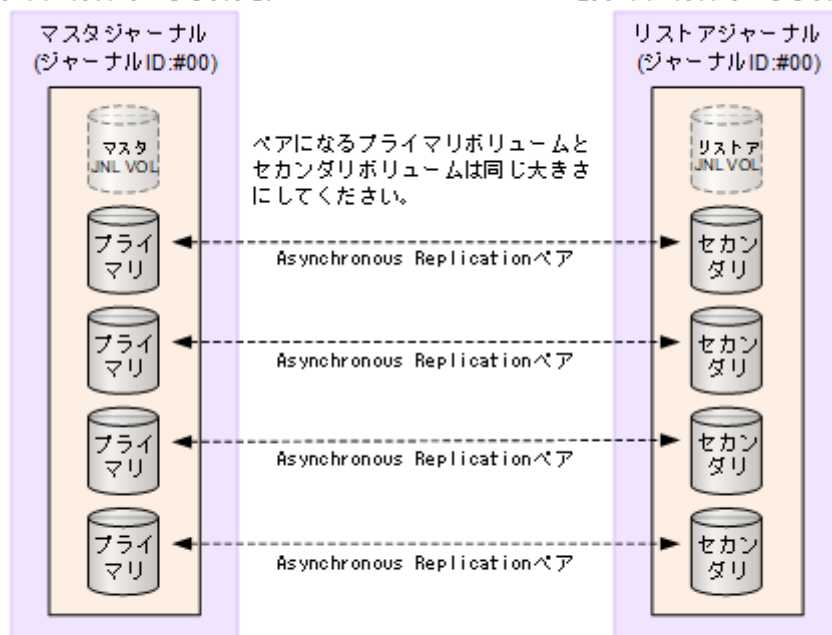 マスタジャーナル
(ジャーナルID:#00)
リストアジャーナル
(ジャーナルID:#00)
マスタ
JNL VOL
ペアになるプライマリボリュームと
セカンダリボリュームは同じ大きさ
にしてください。
リストア
JNL VOL
プライ
マリ
Asynchronous Replicationペア
セカン
ダリ
プライ
マリ
Asynchronous Replicationペア
セカン
ダリ
プライ
マリ
Asynchronous Replicationペア
セカン
ダリ
プライ
マリ
Asynchronous Replicationペア
セカン
ダリ